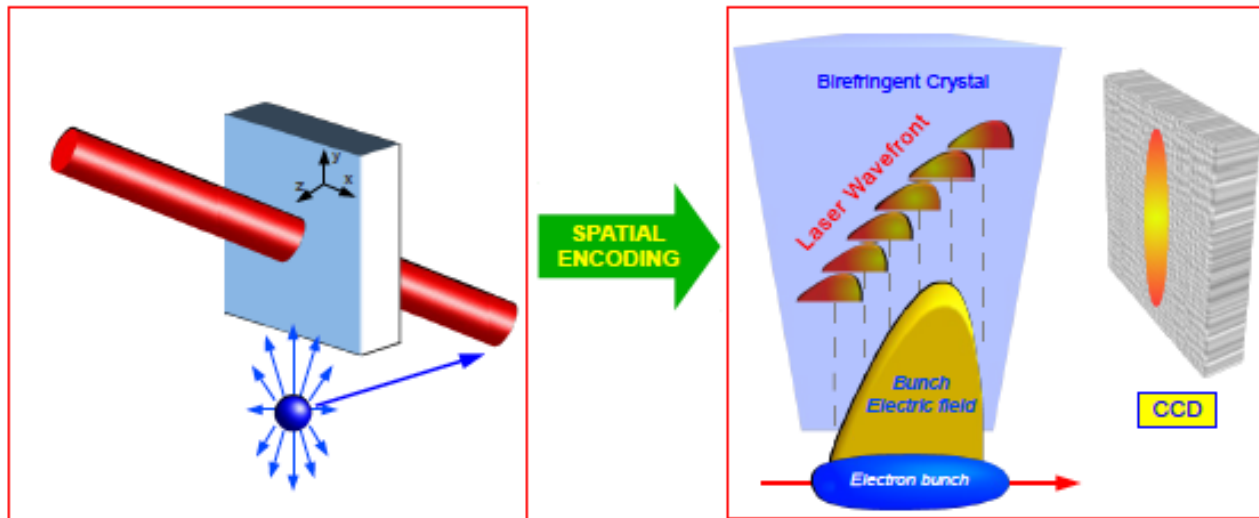 y
z
x
SPATIAL
ENCODING
Birefringent Crystal
Laser Wavefront
Bunch
Electric field
Electron bunch
CCD